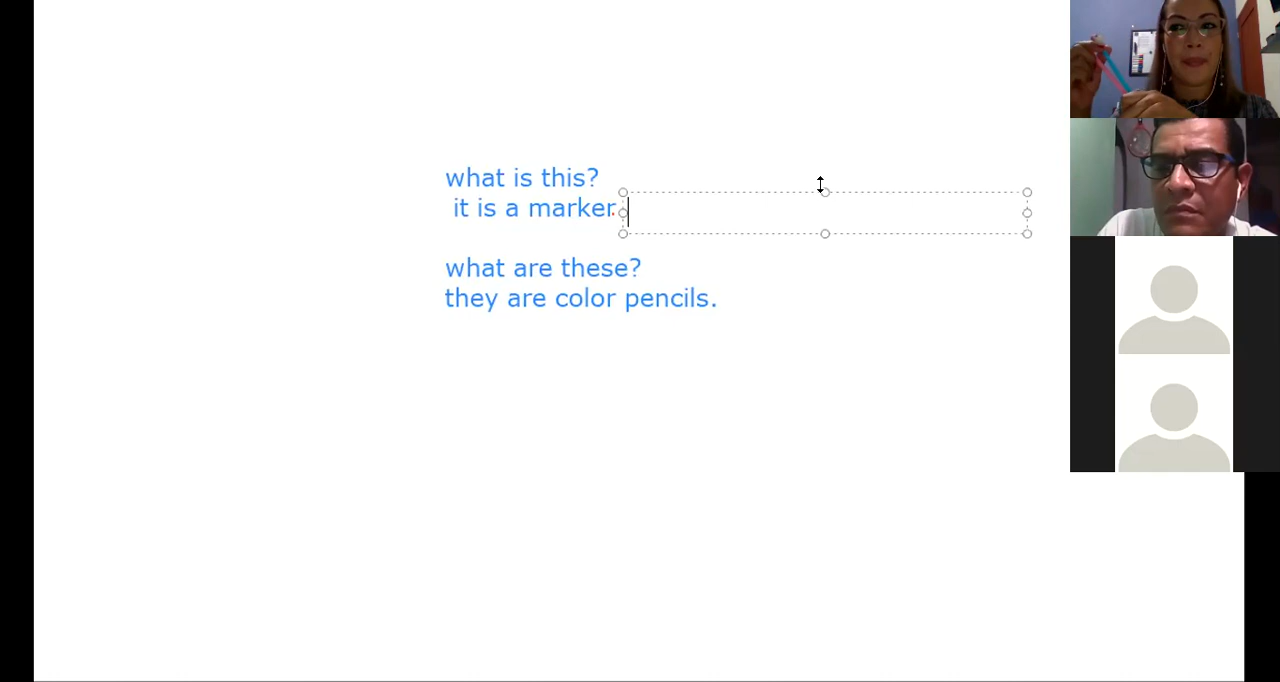 what is this?
it is a marker.
what are these?
they are color pencils.